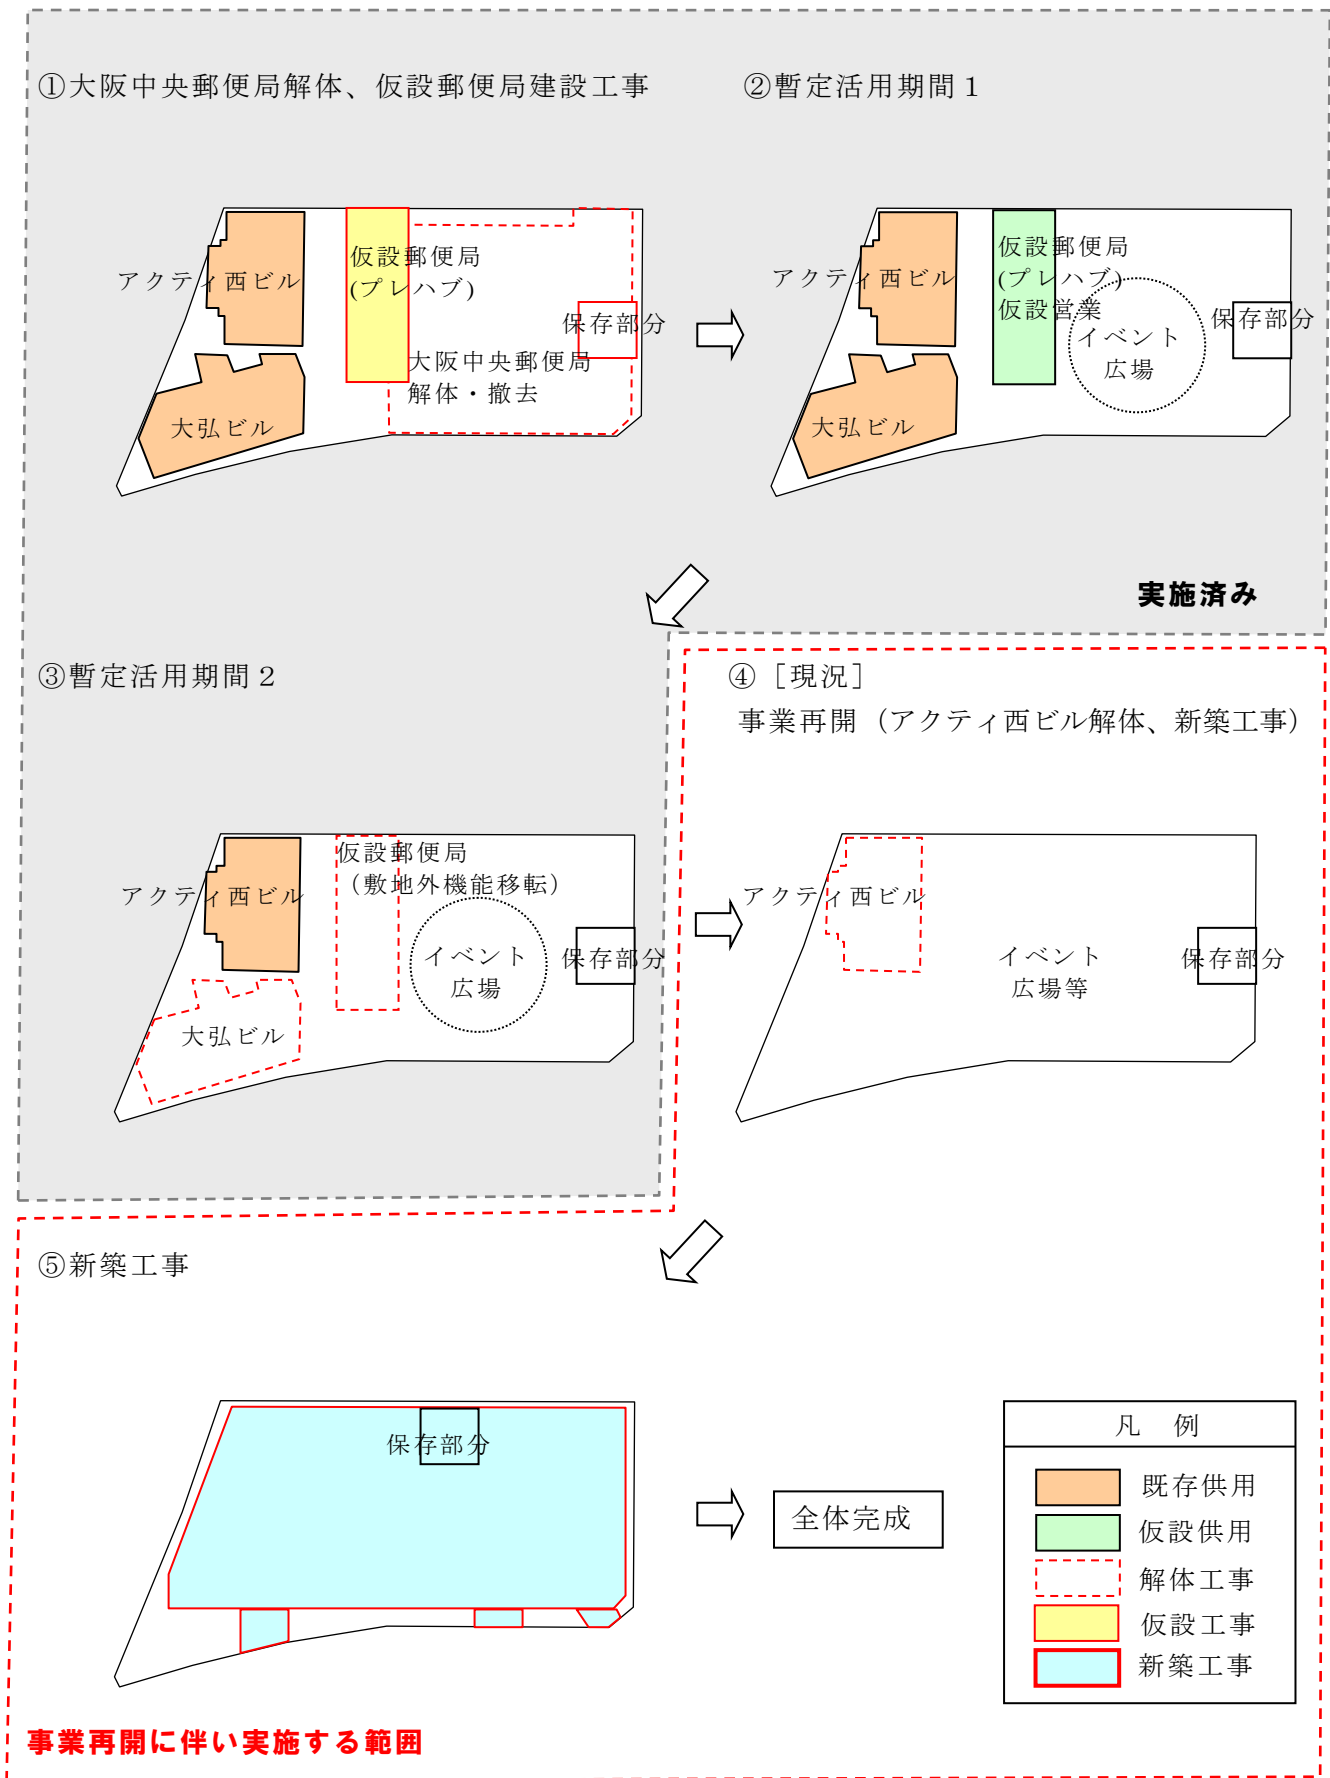 ①大阪中央郵便局解体、仮設郵便局建設工事
アクティ西ビル
仮設郵便局
(プレハブ)
保存部分
大阪中央郵便局
解体・撤去
大弘ビル
②暫定活用期間１
アクティ西ビル
仮設郵便局
(プレハブ)
仮設営業
イベント
広場
保存部分
大弘ビル
実施済み
③暫定活用期間２
仮設郵便局
（敷地外機能移転）
アクティ西ビル
イベント
広場
保存部分
大弘ビル
④［現況］
事業再開（アクティ西ビル解体、新築工事）
アクティ西ビル
イベント
広場等
保存部分
⑤新築工事
保存部分
全体完成
凡　例
既存供用
仮設供用
解体工事
仮設工事
新築工事
事業再開に伴い実施する範囲